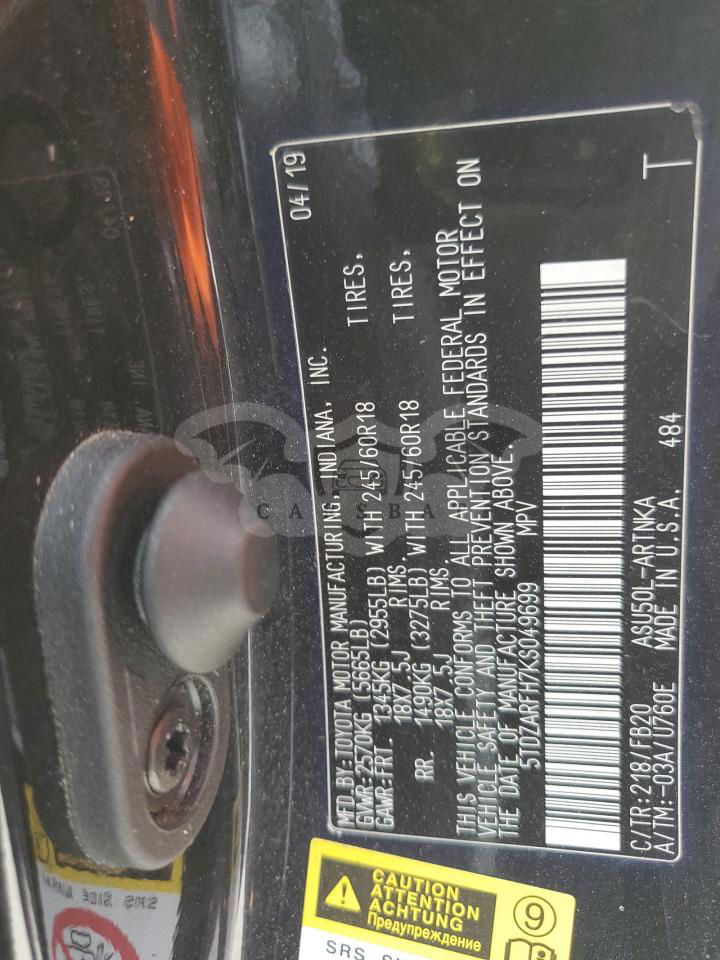 MFD.BY:TOYOTA MOTOR MANUFACTURING, INDIANA, INC. 04/19
GVWR:2570KG (5665LB)
GAWR:FRT. 1345KG (2955LB) WITH 245/60R18 TIRES,
18X7.5J RIMS.
RR. 1490KG (3275LB) WITH 245/60R18 TIRES,
18X7.5J RIMS.
THIS VEHICLE CONFORMS TO ALL APPLICABLE FEDERAL MOTOR
VEHICLE SAFETY AND THEFT PREVENTION STANDARDS IN EFFECT ON
THE DATE OF MANUFACTURE SHOWN ABOVE.
5TDZARFH7KS049699 MPV
C/TR:218/FB20 ASU50L-ARTNKA
A/TM:-03A/U760E MADE IN U.S.A. 484 T
CAUTION
ATTENTION
ACHTUNG
Предупреждение
9
SRS